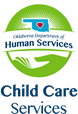 Oklahoma Department of
Human Services
Child Care
Services